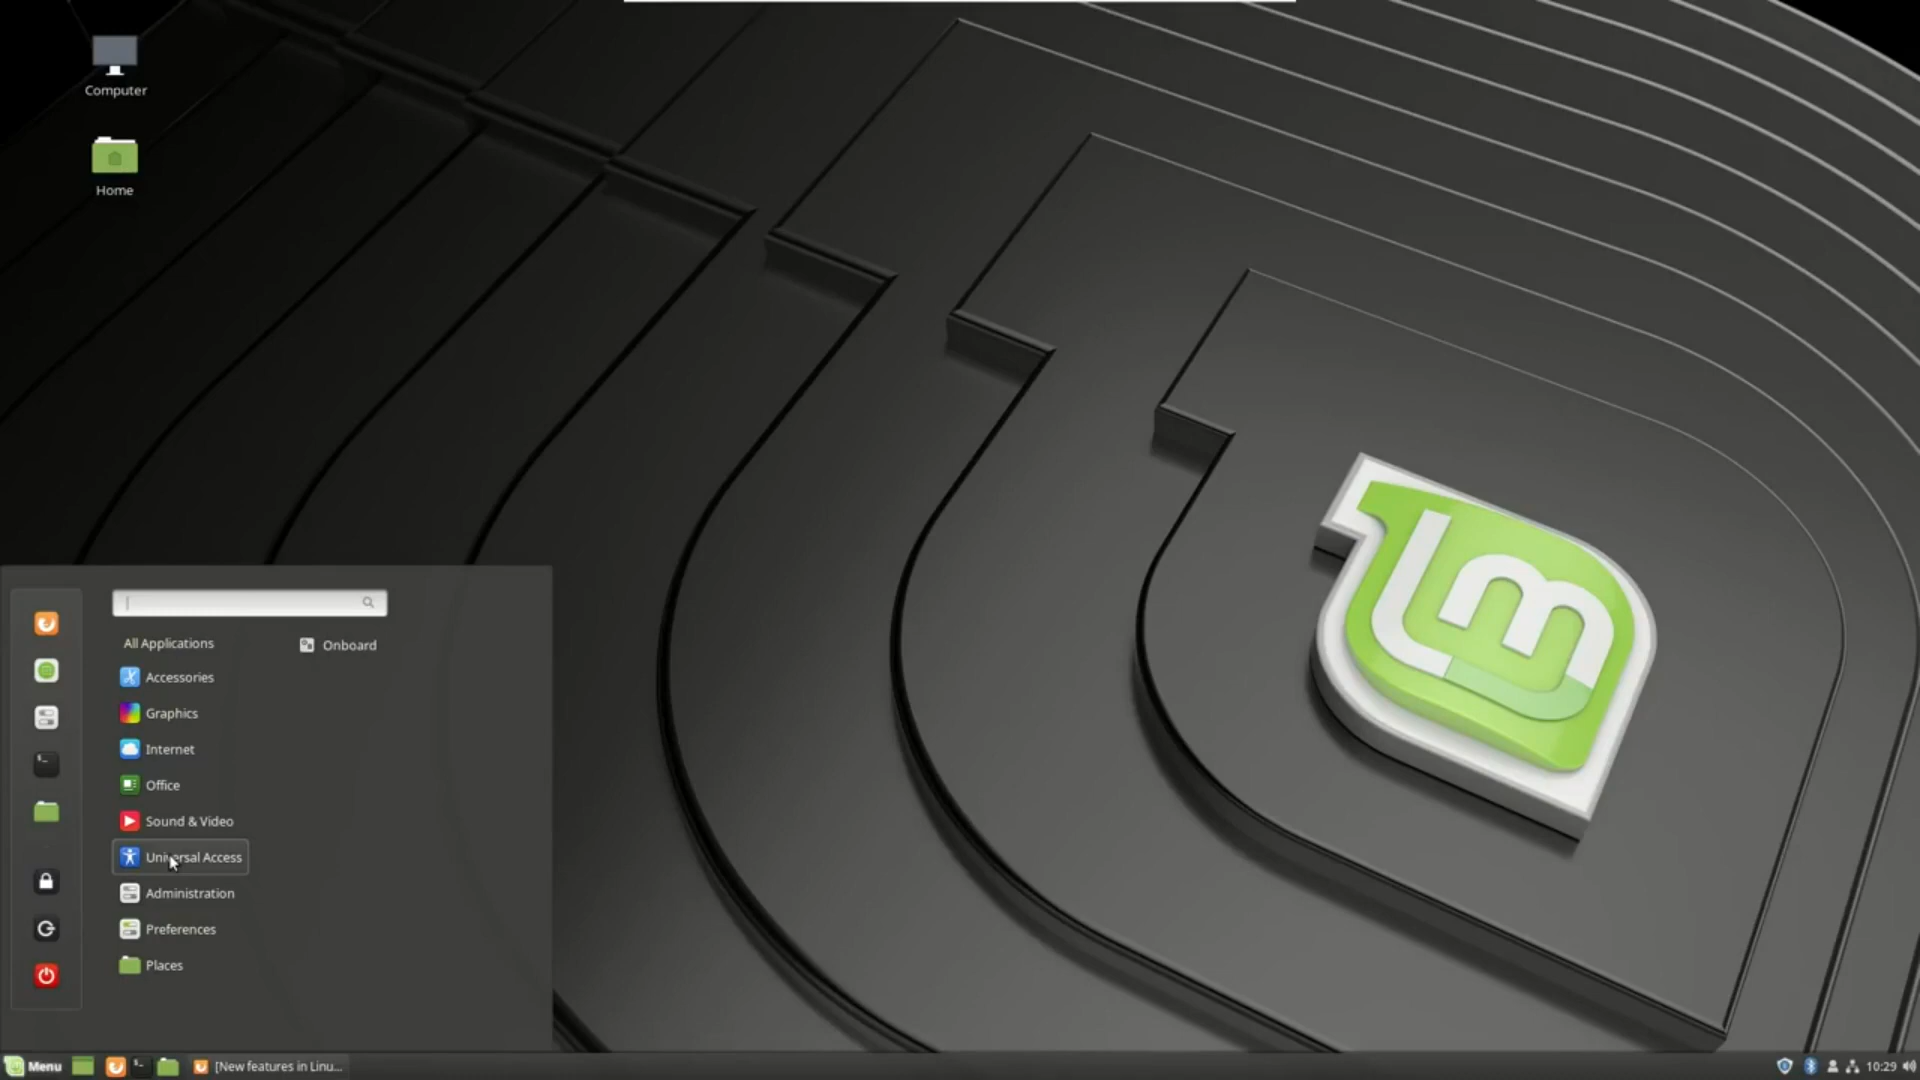 Computer
Home
lm
All Applications
Onboard
Accessories
Graphics
Internet
Office
Sound & Video
Universal Access
Administration
Preferences
Places
Menu
[New features in Linu...
10:29